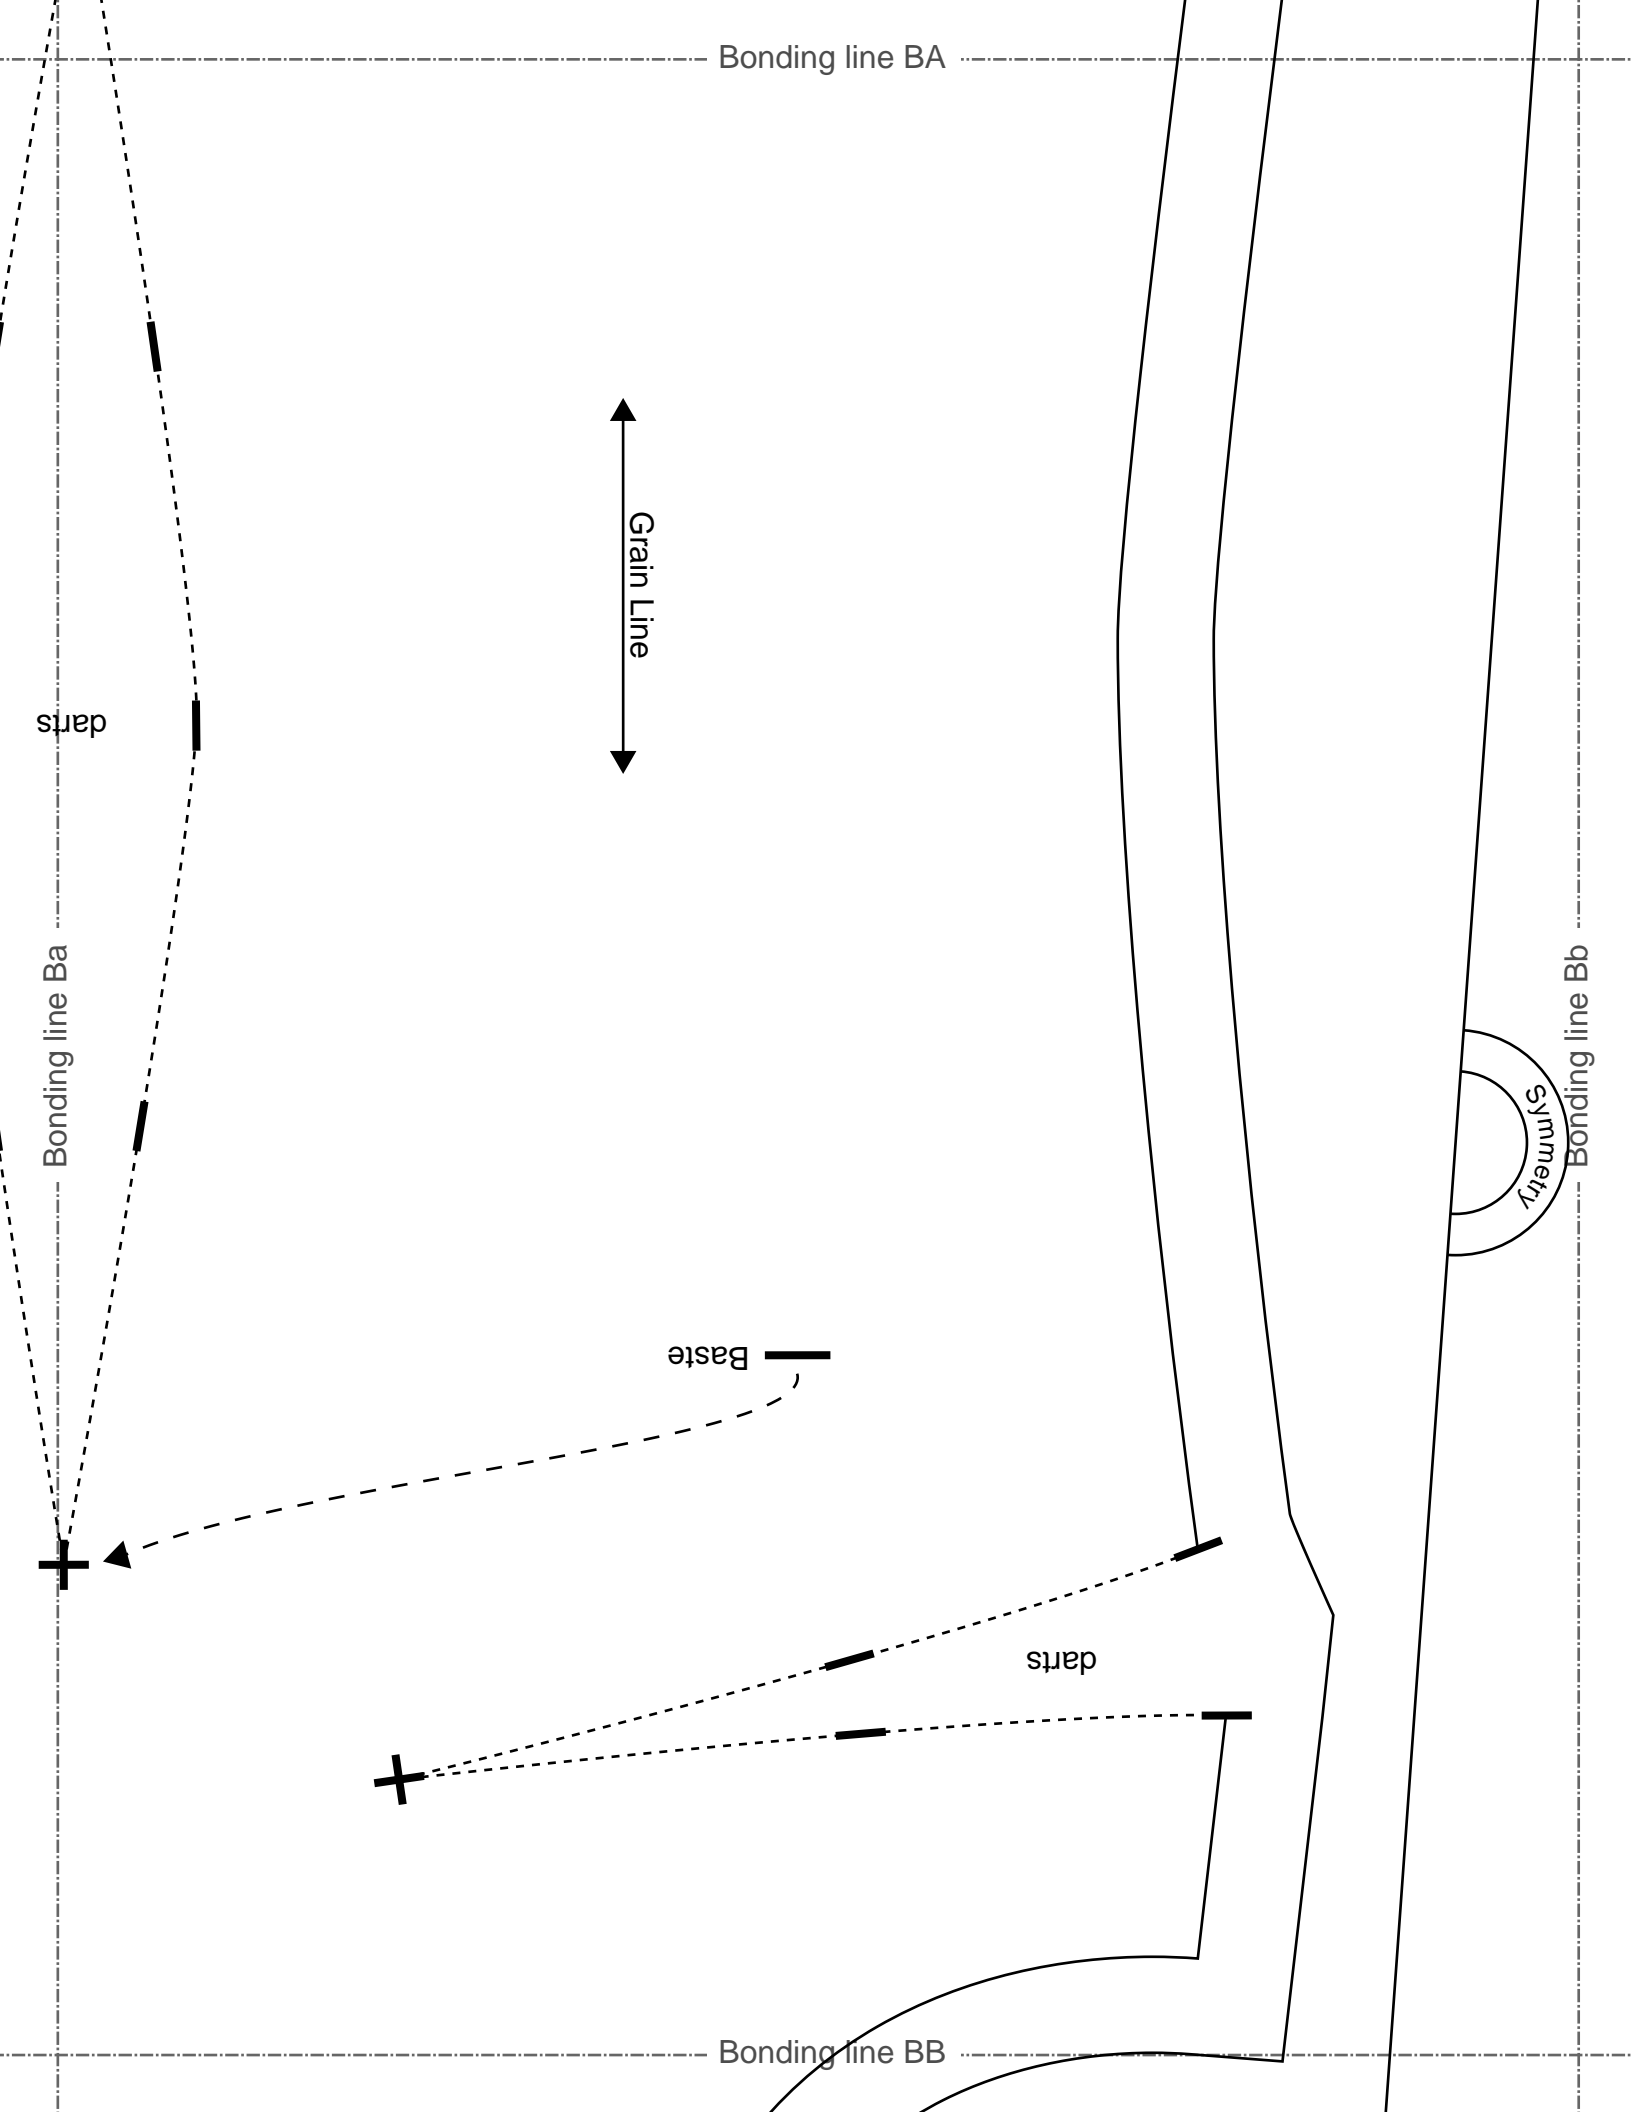 Bonding line BA
Grain Line
darts
Bonding line Ba
Bonding line Bb
Symmetry
Baste
darts
Bonding line BB